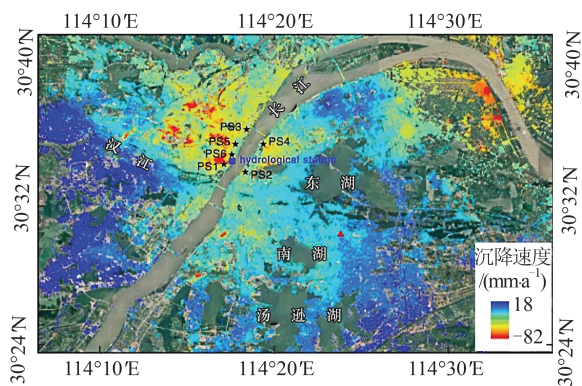 114°10′E 114°20′E 114°30′E
30°40′N
30°40′N
长 江
PS3
汉 江
PS5
PS4
PS6
hydrological station
PS1
PS2
30°32′N
30°32′N
东 湖
南 湖
沉降速度
/(mm·a⁻¹)
18
−82
汤 逊 湖
30°24′N
30°24′N
114°10′E 114°20′E 114°30′E